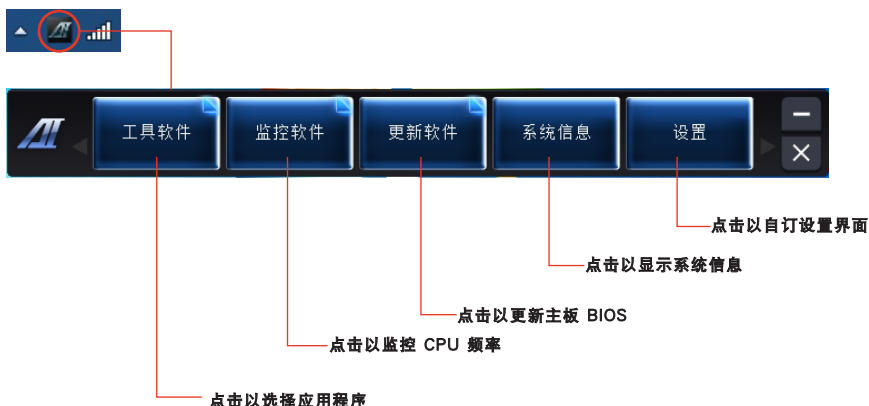 工具软件
监控软件
更新软件
系统信息
设置
点击以自订设置界面
点击以显示系统信息
点击以更新主板 BIOS
点击以监控 CPU 频率
点击以选择应用程序